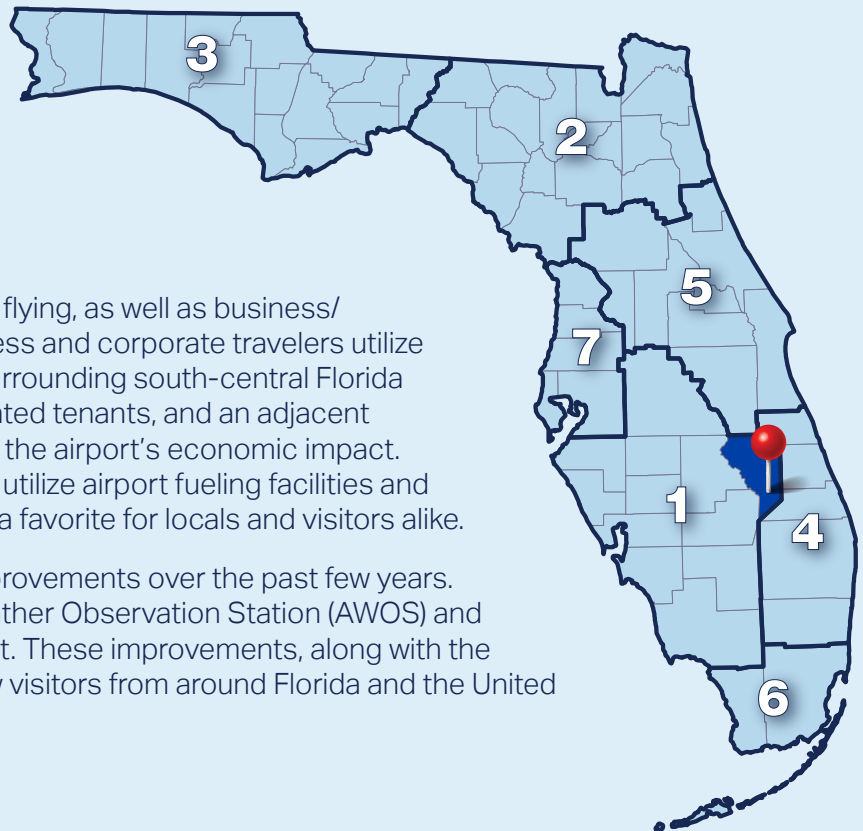 3
2
5
7
1
4
6
flying, as well as business/
ess and corporate travelers utilize
rrounding south-central Florida
ated tenants, and an adjacent
the airport's economic impact.
utilize airport fueling facilities and
a favorite for locals and visitors alike.
provements over the past few years.
ther Observation Station (AWOS) and
t. These improvements, along with the
w visitors from around Florida and the United